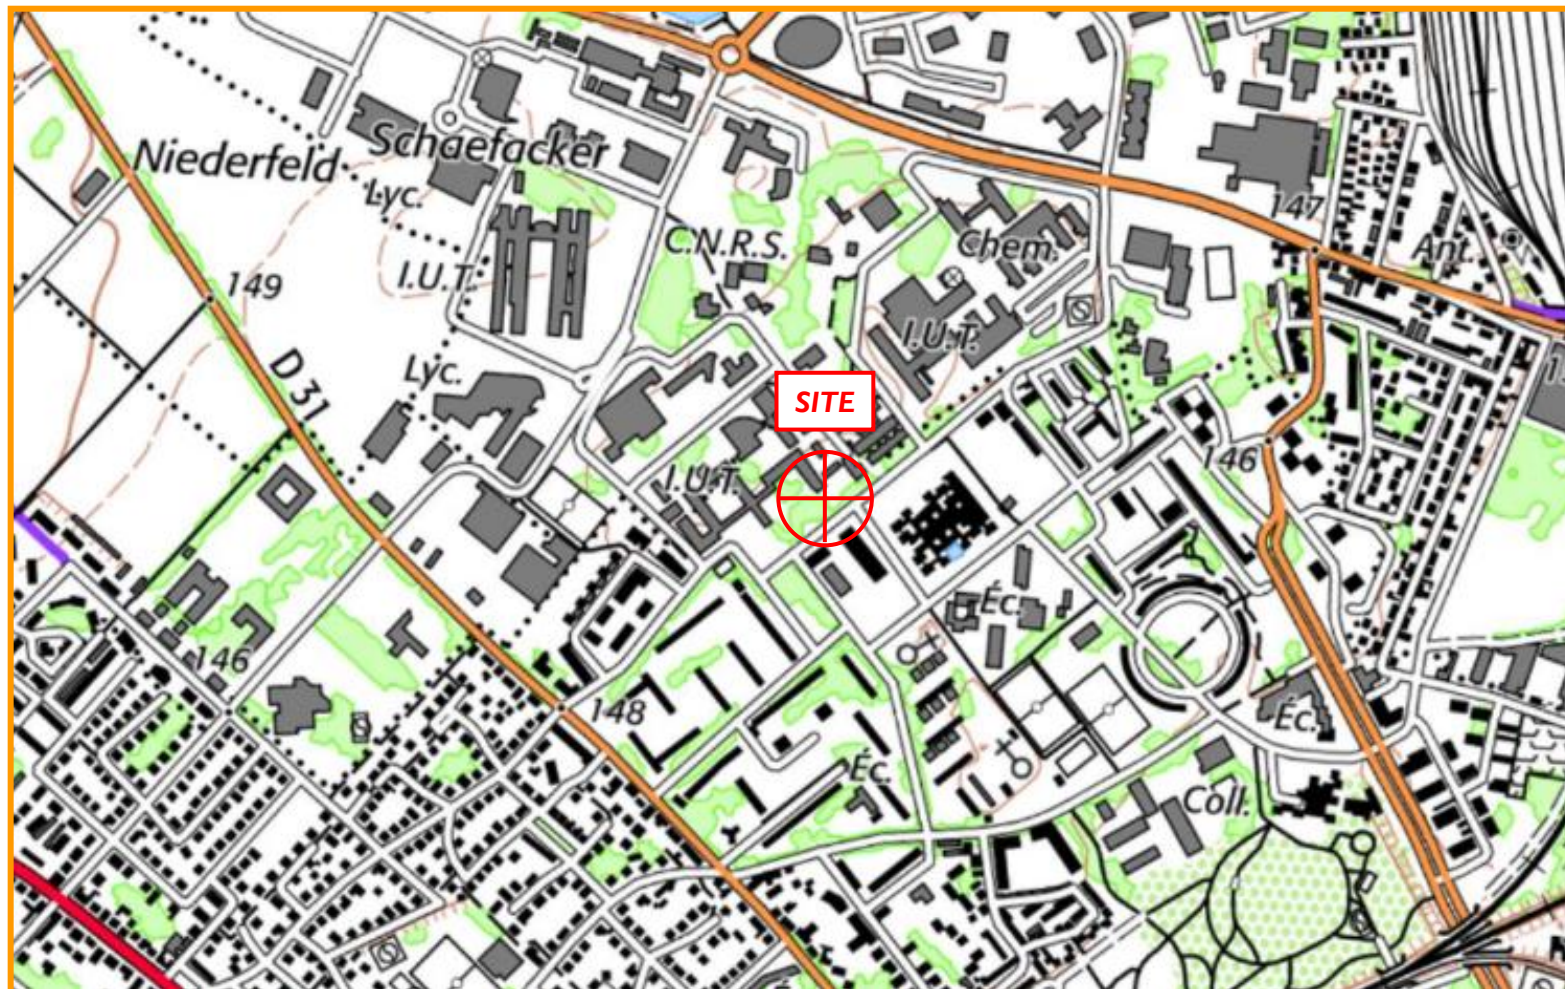 Niederfeld
Schaefacker
Lyc.
147
C.N.R.S.
Chem.
Ant.
I.U.T.
149
I.U.T.
D 31
Lyc.
SITE
146
I.U.T.
Éc.
146
148
Éc.
Éc.
Coll.